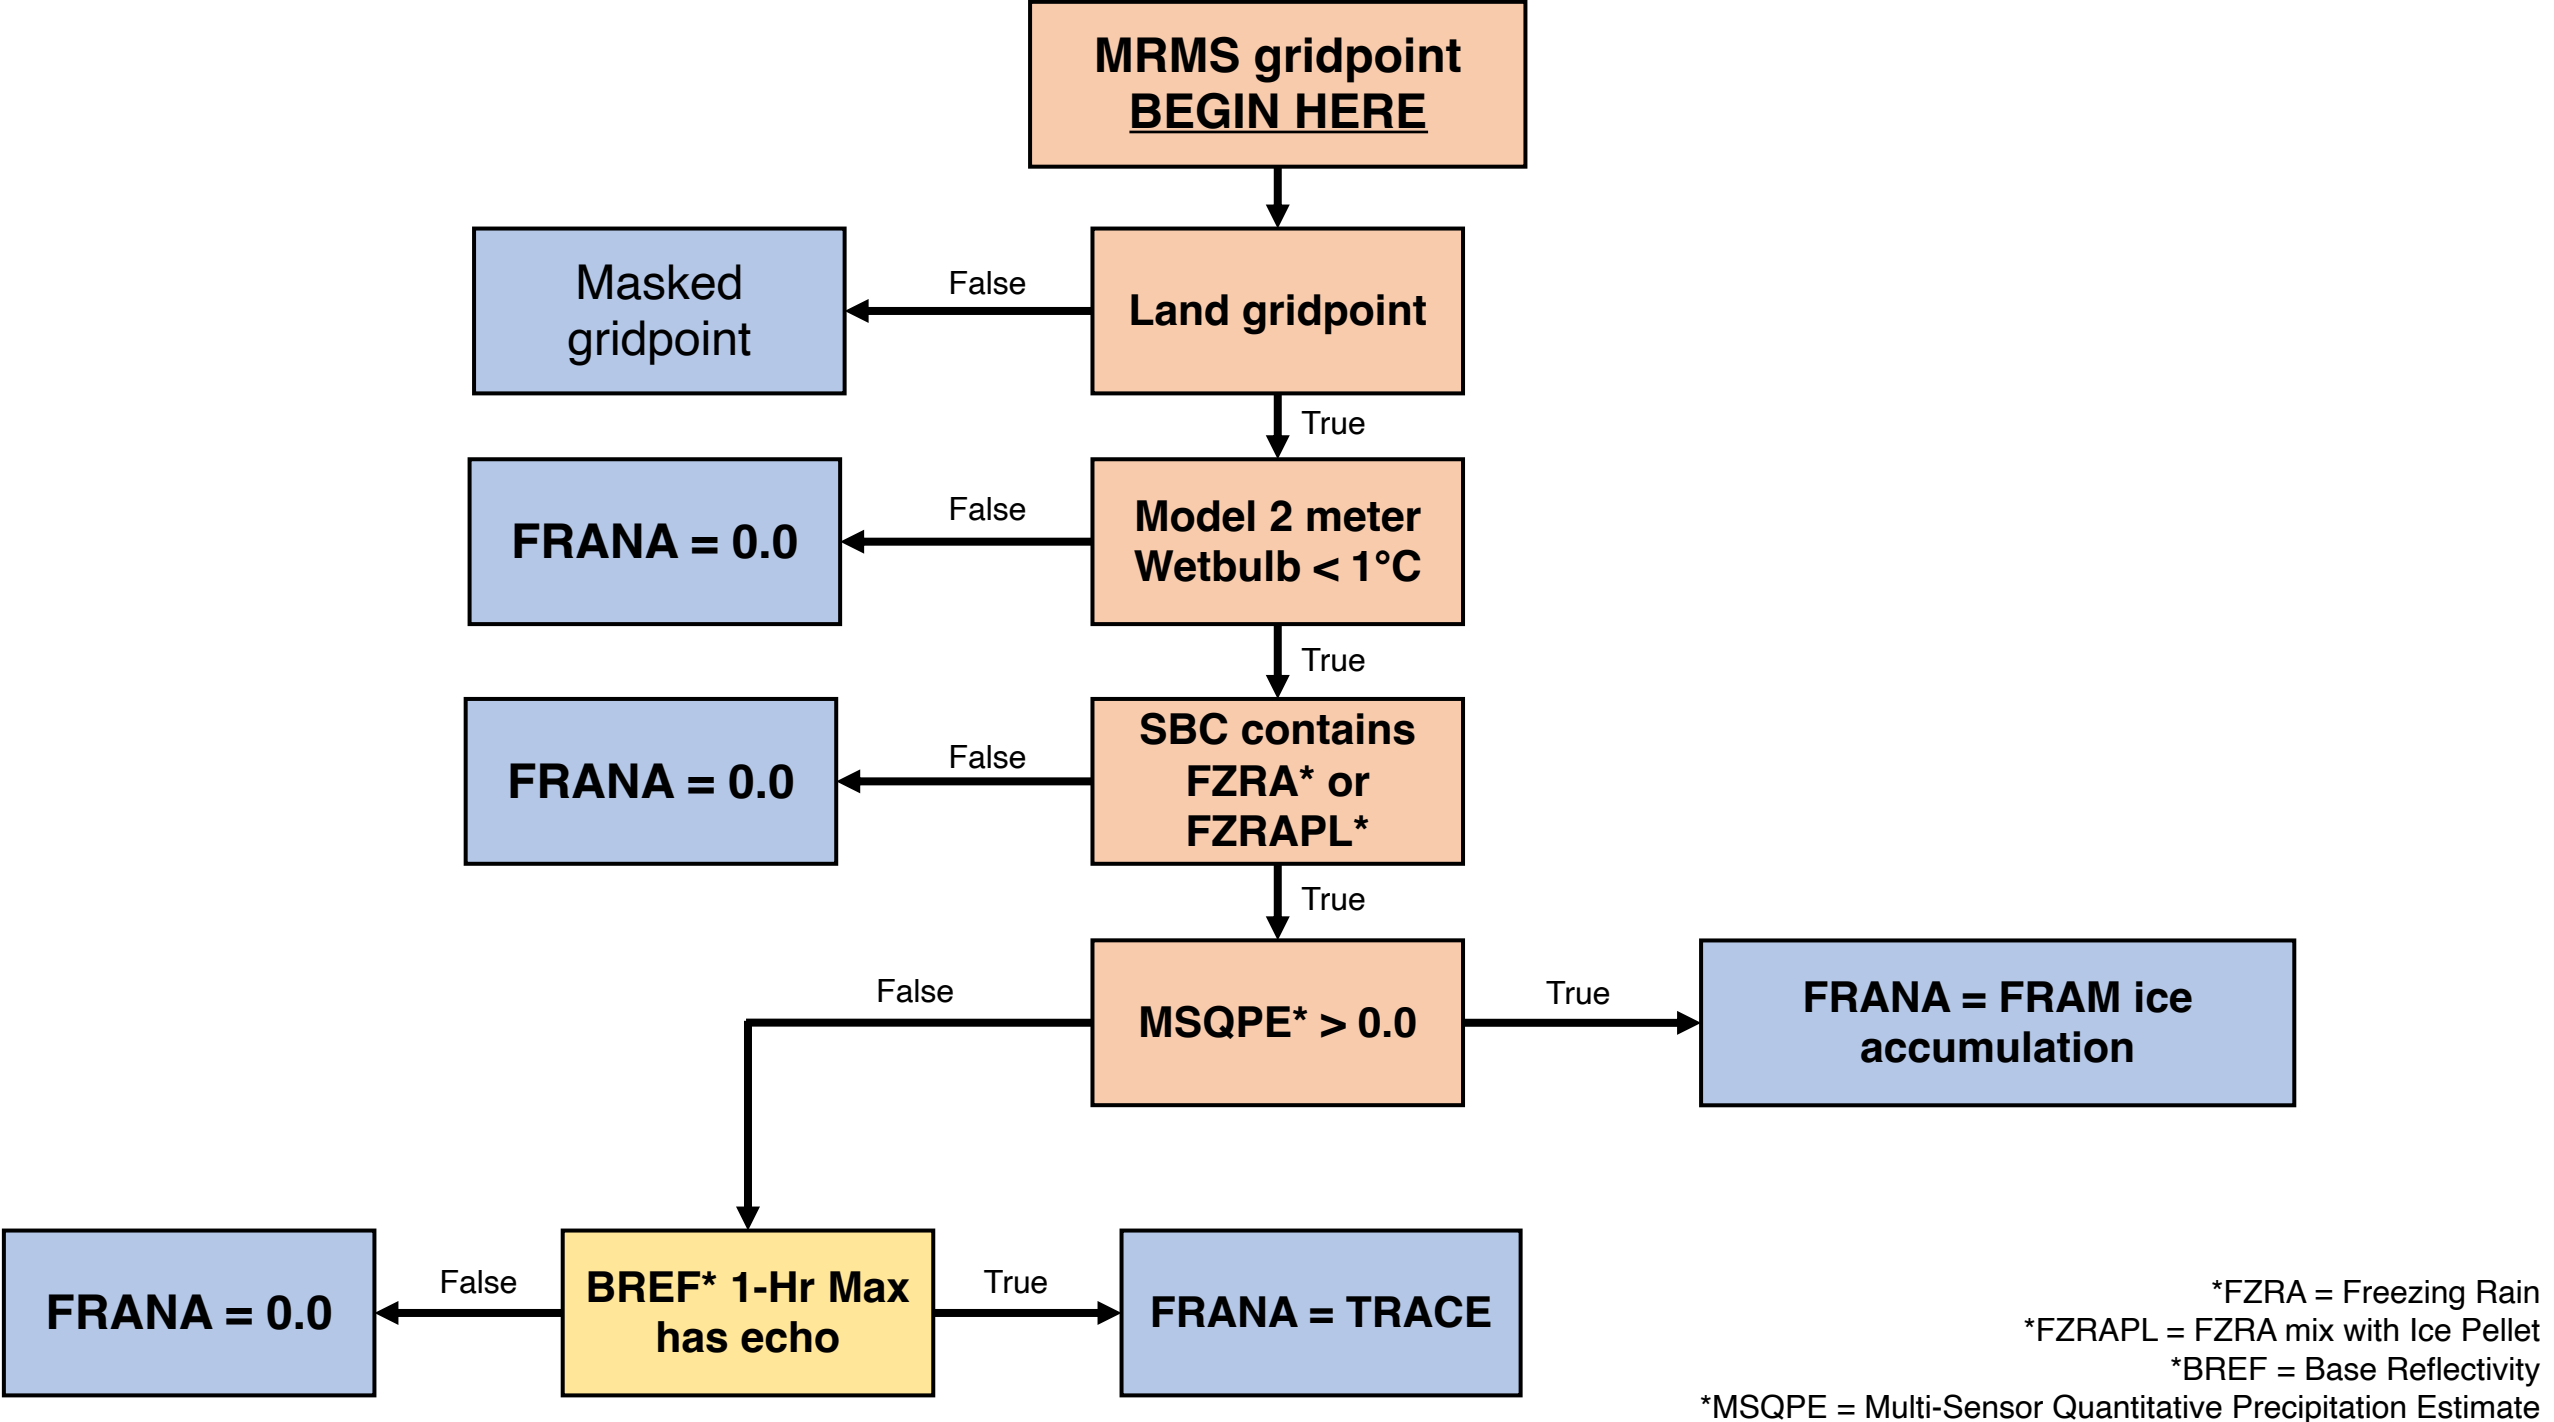 MRMS gridpoint
BEGIN HERE
Masked
gridpoint
False
Land gridpoint
True
FRANA = 0.0
False
Model 2 meter
Wetbulb < 1°C
True
FRANA = 0.0
False
SBC contains
FZRA* or
FZRAPL*
True
False
MSQPE* > 0.0
True
FRANA = FRAM ice
accumulation
FRANA = 0.0
False
BREF* 1-Hr Max
has echo
True
FRANA = TRACE
*FZRA = Freezing Rain
*FZRAPL = FZRA mix with Ice Pellet
*BREF = Base Reflectivity
*MSQPE = Multi-Sensor Quantitative Precipitation Estimate